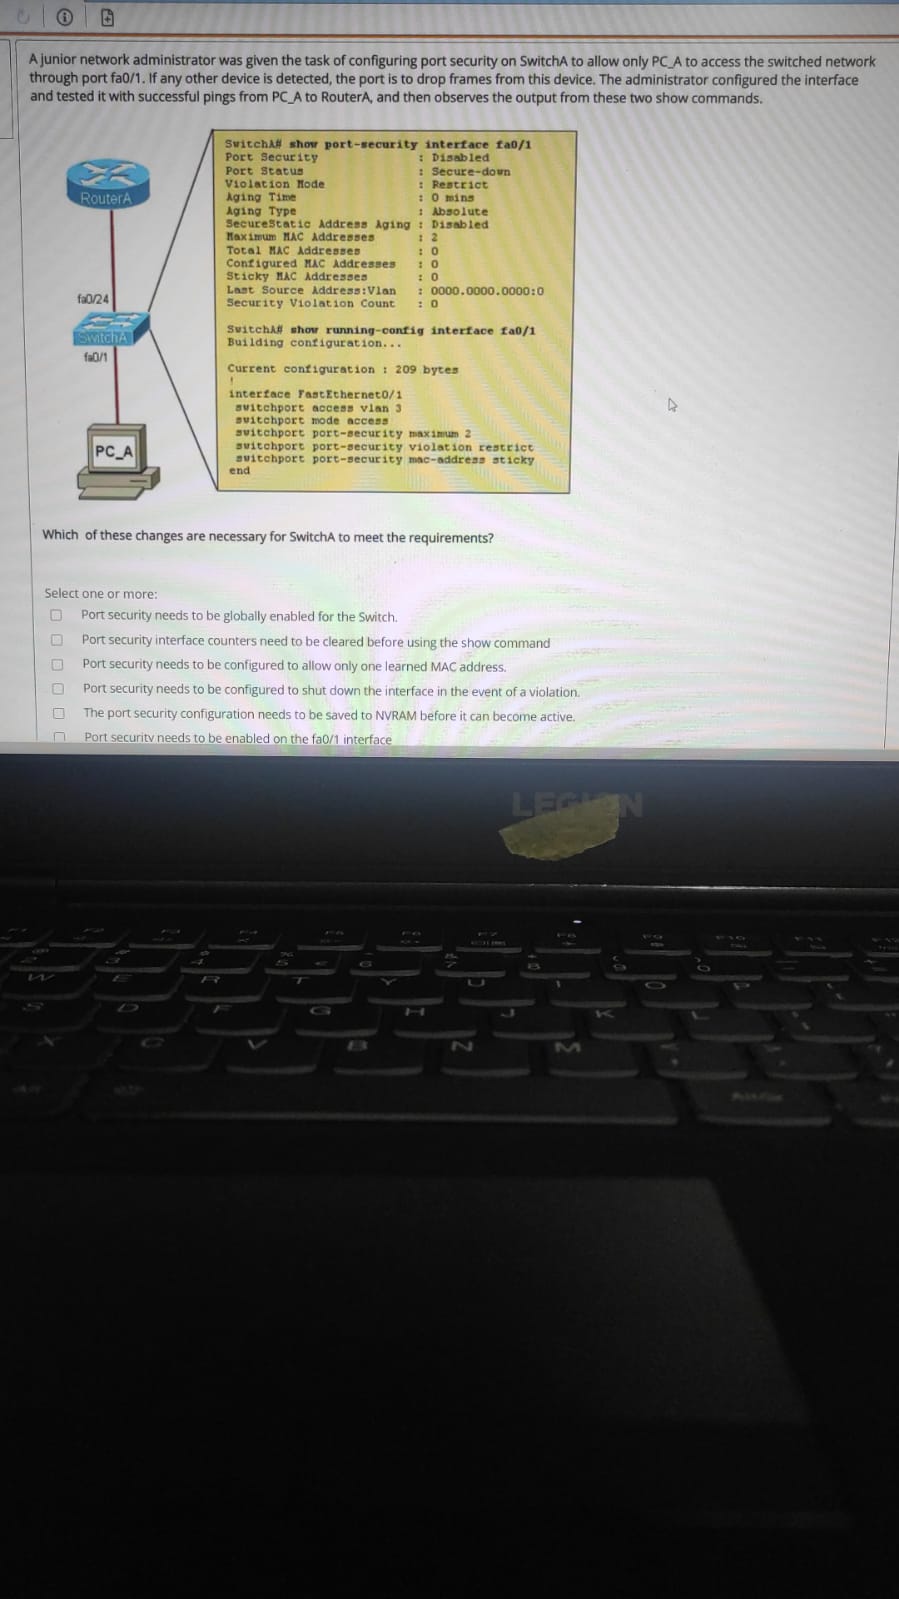 A junior network administrator was given the task of configuring port security on SwitchA to allow only PC_A to access the switched network
through port fa0/1. If any other device is detected, the port is to drop frames from this device. The administrator configured the interface
and tested it with successful pings from PC_A to RouterA, and then observes the output from these two show commands.
SwitchA# show port-security interface fa0/1
Port Security : Disabled
Port Status : Secure-down
Violation Mode : Restrict
Aging Time : 0 mins
Aging Type : Absolute
SecureStatic Address Aging : Disabled
Maximum MAC Addresses : 2
Total MAC Addresses : 0
Configured MAC Addresses : 0
Sticky MAC Addresses : 0
Last Source Address:Vlan : 0000.0000.0000:0
Security Violation Count : 0
SwitchA# show running-config interface fa0/1
Building configuration...
Current configuration : 209 bytes
!
interface FastEthernet0/1
switchport access vlan 3
switchport mode access
switchport port-security maximum 2
switchport port-security violation restrict
switchport port-security mac-address sticky
end
RouterA
fa0/24
SwitchA
fa0/1
PC_A
Which of these changes are necessary for SwitchA to meet the requirements?
Select one or more:
Port security needs to be globally enabled for the Switch.
Port security interface counters need to be cleared before using the show command
Port security needs to be configured to allow only one learned MAC address.
Port security needs to be configured to shut down the interface in the event of a violation.
The port security configuration needs to be saved to NVRAM before it can become active.
Port security needs to be enabled on the fa0/1 interface
W E R T Y U I O P
S D F G H J K L
X C V B N M